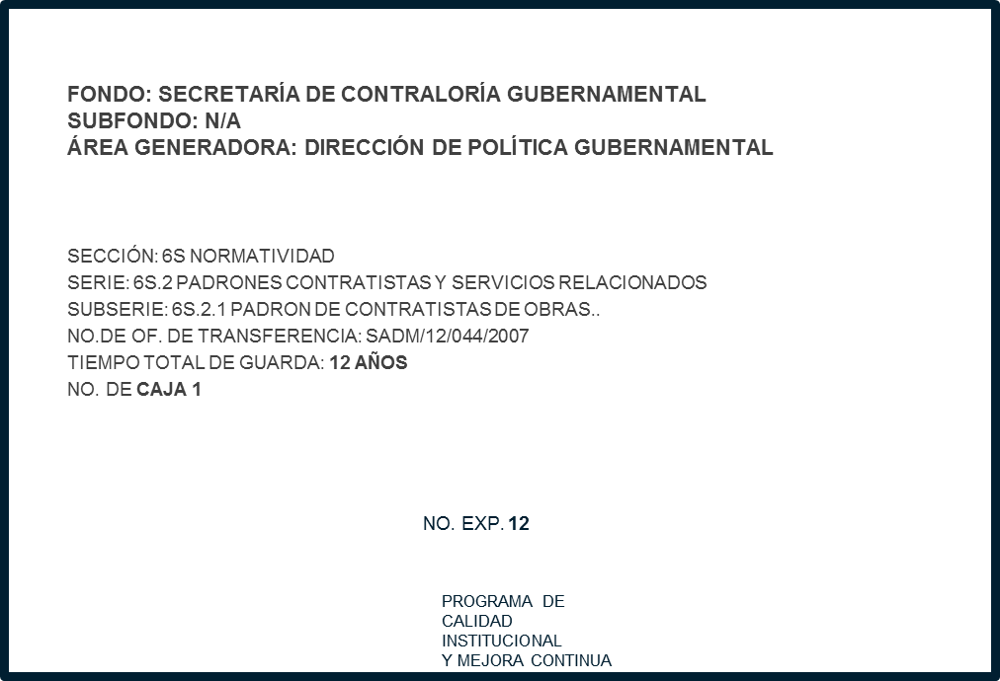 FONDO: SECRETARÍA DE CONTRALORÍA GUBERNAMENTAL
SUBFONDO: N/A
ÁREA GENERADORA: DIRECCIÓN DE POLÍTICA GUBERNAMENTAL
SECCIÓN: 6S NORMATIVIDAD
SERIE: 6S.2 PADRONES CONTRATISTAS Y SERVICIOS RELACIONADOS
SUBSERIE: 6S.2.1 PADRON DE CONTRATISTAS DE OBRAS..
NO.DE OF. DE TRANSFERENCIA: SADM/12/044/2007
TIEMPO TOTAL DE GUARDA: 12 AÑOS
NO. DE CAJA 1
NO. EXP. 12
PROGRAMA DE
CALIDAD
INSTITUCIONAL
Y MEJORA CONTINUA